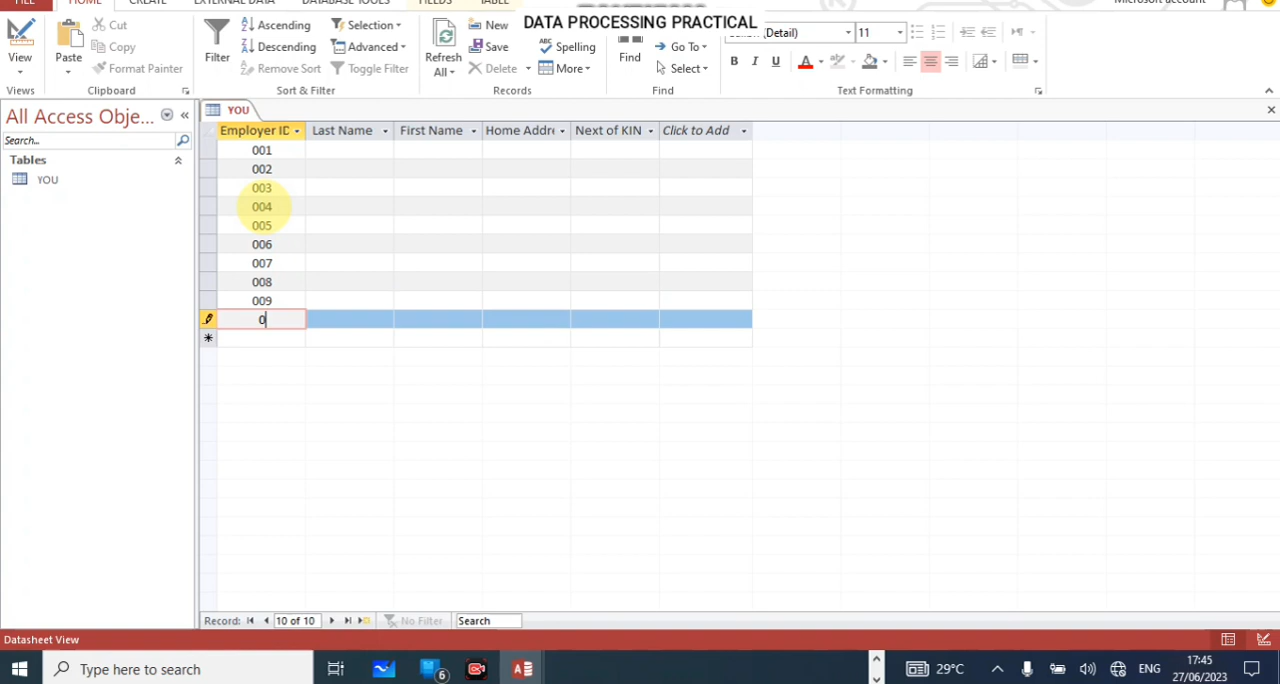 FILE HOME CREATE EXTERNAL DATA DATABASE TOOLS FIELDS TABLE Microsoft account
DATA PROCESSING PRACTICAL
View
Views
Paste
Cut
Copy
Format Painter
Clipboard
Filter
Ascending
Descending
Remove Sort
Selection
Advanced
Toggle Filter
Sort & Filter
Refresh
All
New
Save
Delete
Spelling
More
Records
Find
Go To
Select
Find
(Detail) 11
B I U A
Text Formatting
All Access Obje...
Search...
Tables
YOU
YOU
Employer ID Last Name First Name Home Addre Next of KIN Click to Add
001
002
003
004
005
006
007
008
009
0
Record: 10 of 10 No Filter Search
Datasheet View
Type here to search
6
29°C ENG 17:45
27/06/2023